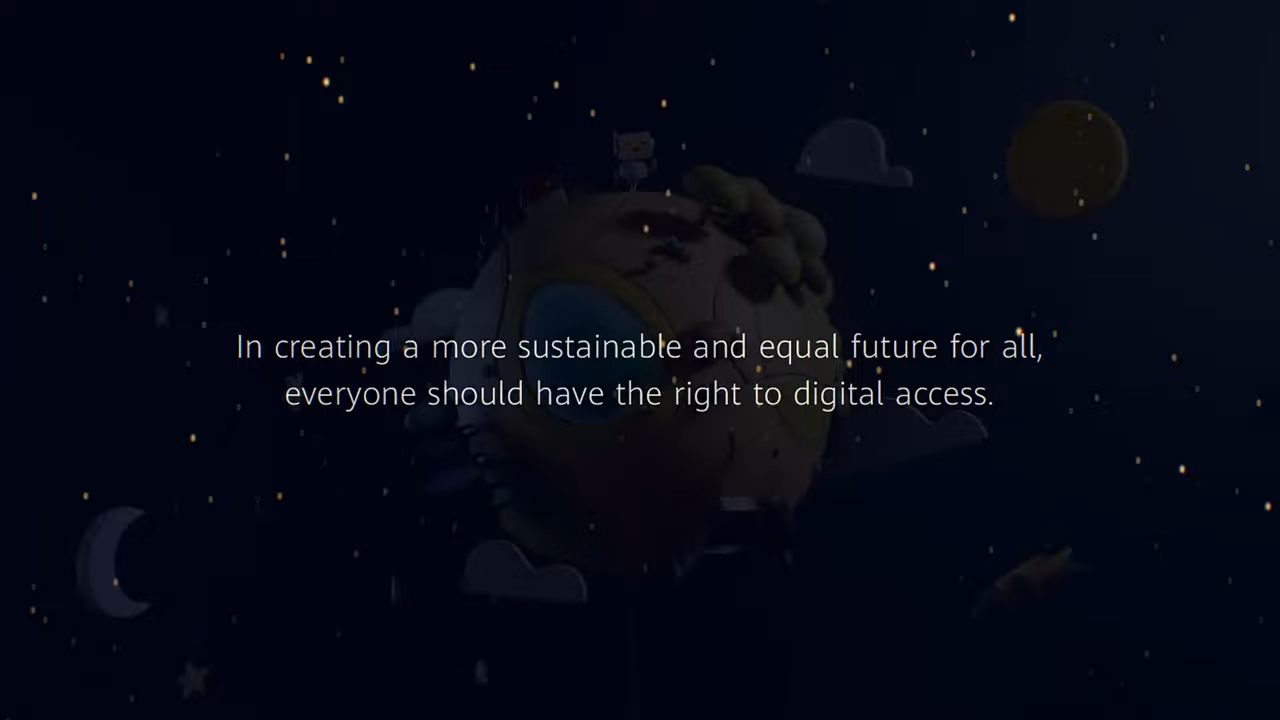 In creating a more sustainable and equal future for all,
everyone should have the right to digital access.